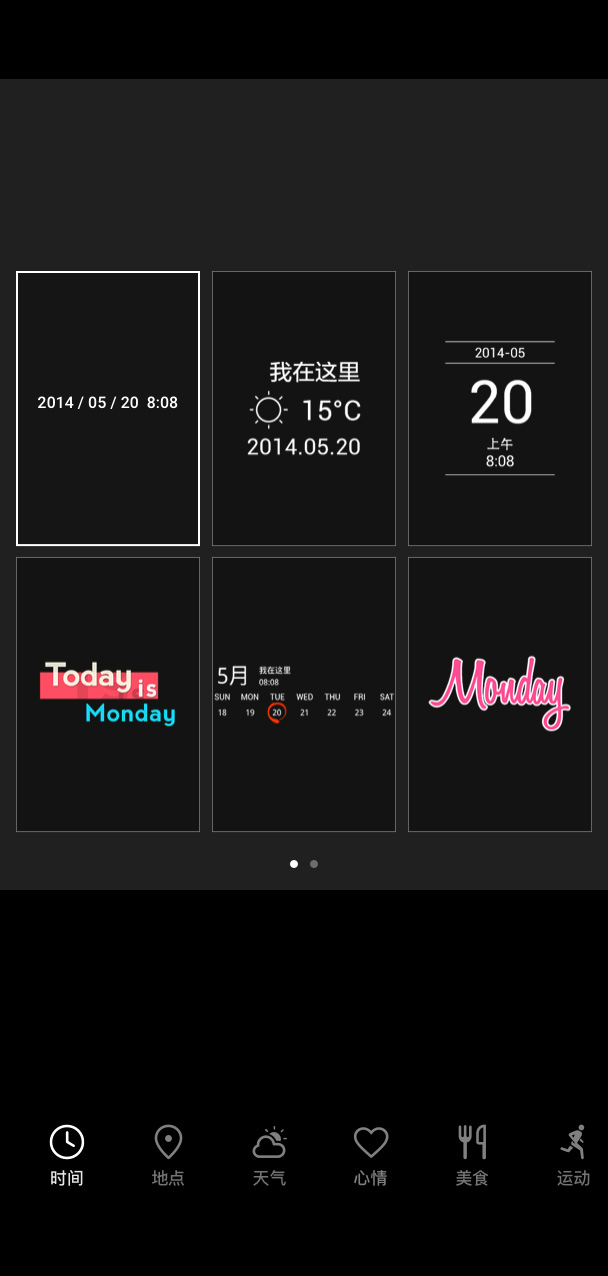 2014 / 05 / 20 8:08
我在这里
15°C
2014.05.20
2014-05
20
上午
8:08
Today
is
Monday
5月
我在这里
08:08
SUN MON TUE WED THU FRI SAT
18 19 20 21 22 23 24
Monday
时间 地点 天气 心情 美食 运动